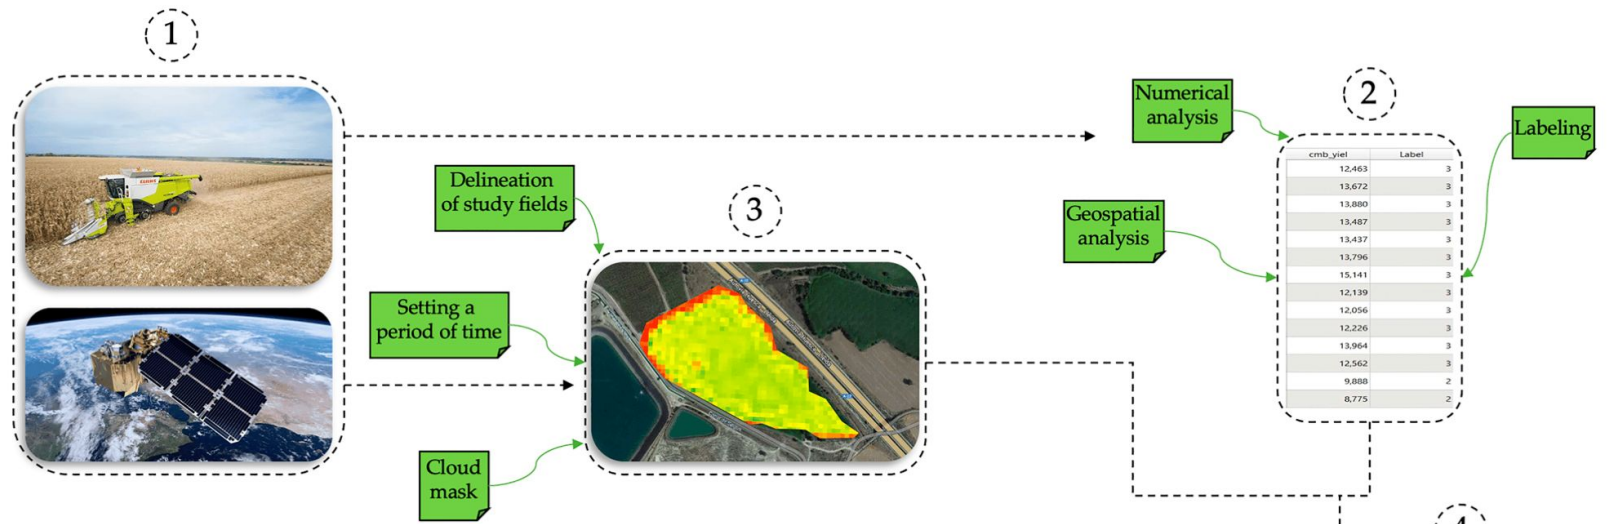 1
Numerical
analysis
2
Labeling
cmb_yiel Label
12,463 3
13,672 3
13,880 3
13,487 3
13,437 3
13,796 3
15,141 3
12,139 3
12,056 3
12,226 3
13,964 3
12,562 3
9,888 2
8,775 2
Geospatial
analysis
Delineation
of study fields
3
Setting a
period of time
Cloud
mask
4